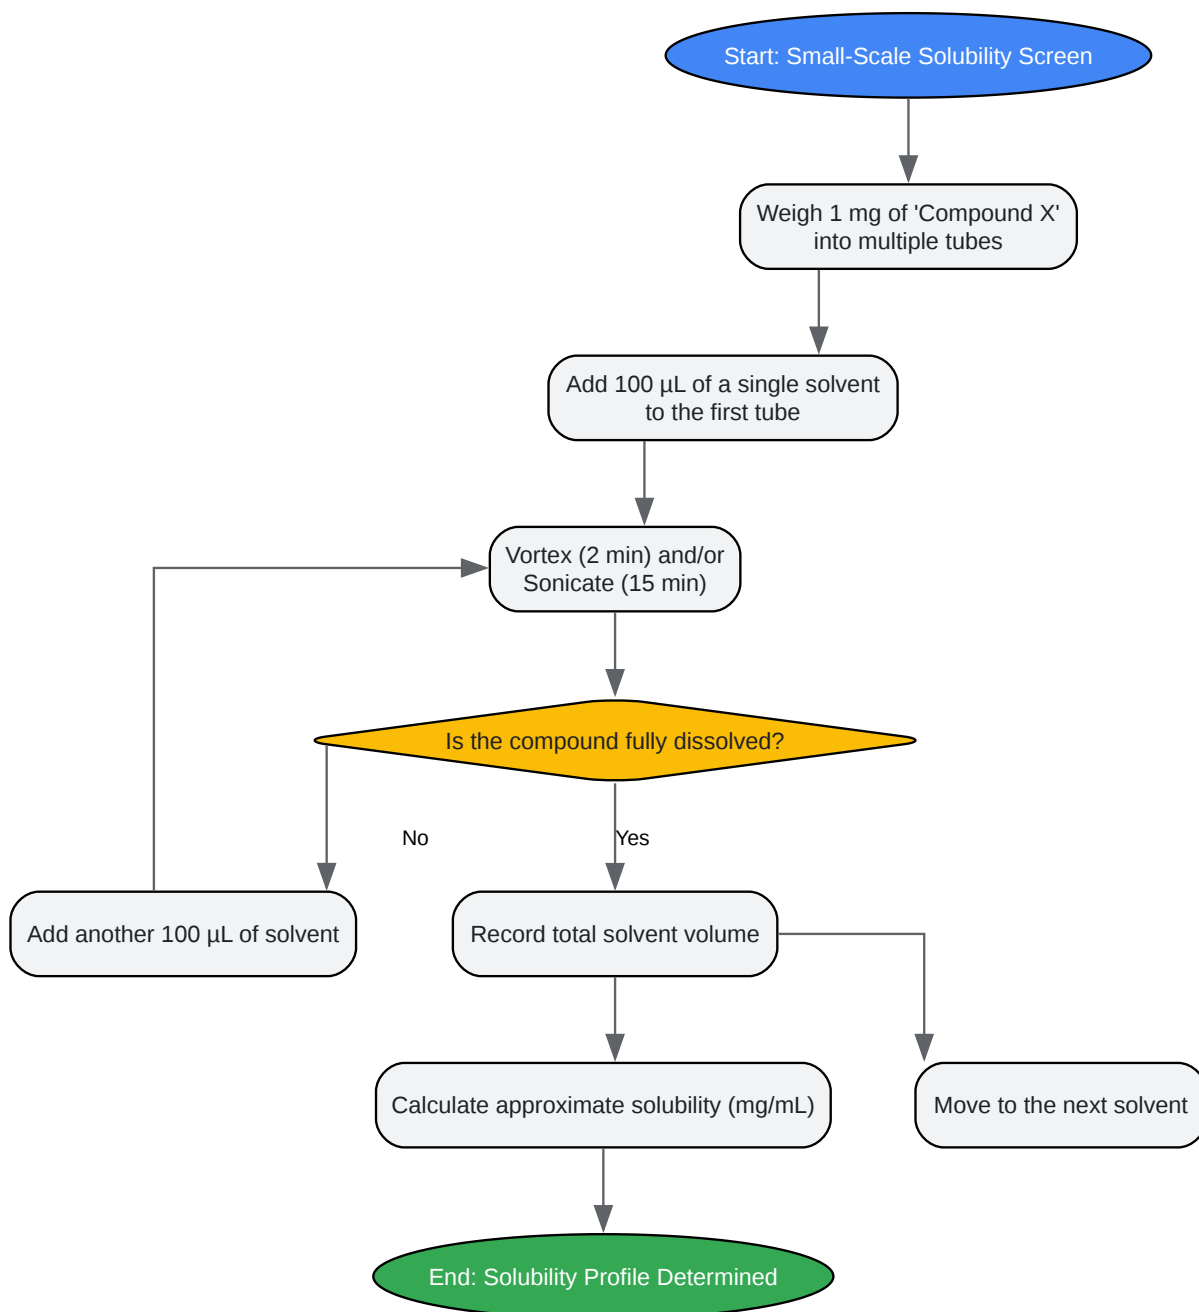 Start: Small-Scale Solubility Screen
Weigh 1 mg of 'Compound X'
into multiple tubes
Add 100 µL of a single solvent
to the first tube
Vortex (2 min) and/or
Sonicate (15 min)
Is the compound fully dissolved?
No
Yes
Add another 100 µL of solvent
Record total solvent volume
Calculate approximate solubility (mg/mL)
Move to the next solvent
End: Solubility Profile Determined